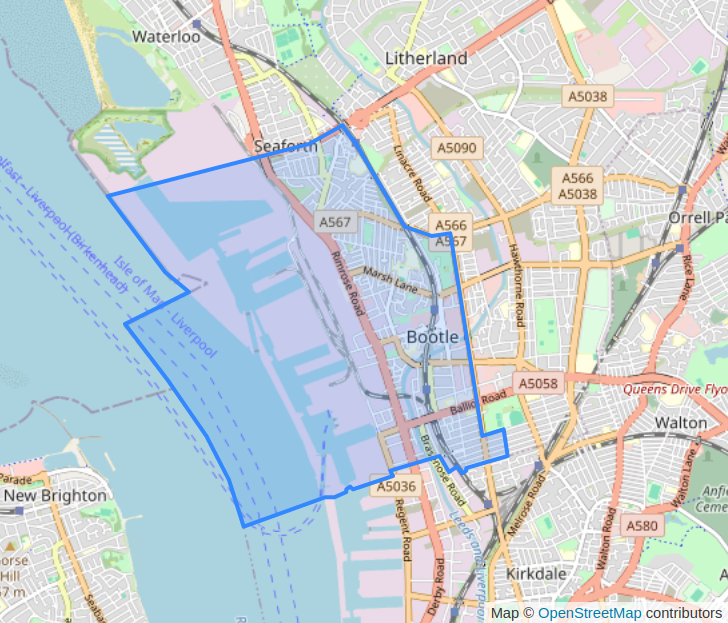 Waterloo
Litherland
A5038
Seaforth
A5090
Linacre Road
A566
A5038
Belfast - Liverpool (Birkenhead)
A567
A566
A567
Orrell Pa
Isle of Man - Liverpool
Hawthorne Road
Rice Lane
Marsh Lane
Rimrose Road
Bootle
A5058
Queens Drive Flyo
Balliol Road
Walton
Brasenose Road
Parade
New Brighton
A5036
Melrose Road
Walton Lane
Anfi
Ceme
Regent Road
A580
Walton Road
Leeds and Liverpool
Kirkdale
Derby Road
horse
Hill
57 m
Seaba
Map © OpenStreetMap contributors